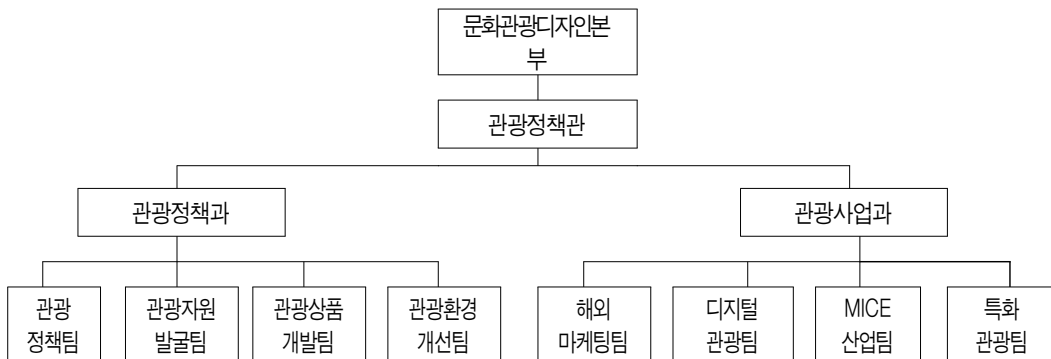 문화관광디자인본
부
관광정책관
관광정책과
관광사업과
관광
정책팀
관광자원
발굴팀
관광상품
개발팀
관광환경
개선팀
해외
마케팅팀
디지털
관광팀
MICE
산업팀
특화
관광팀